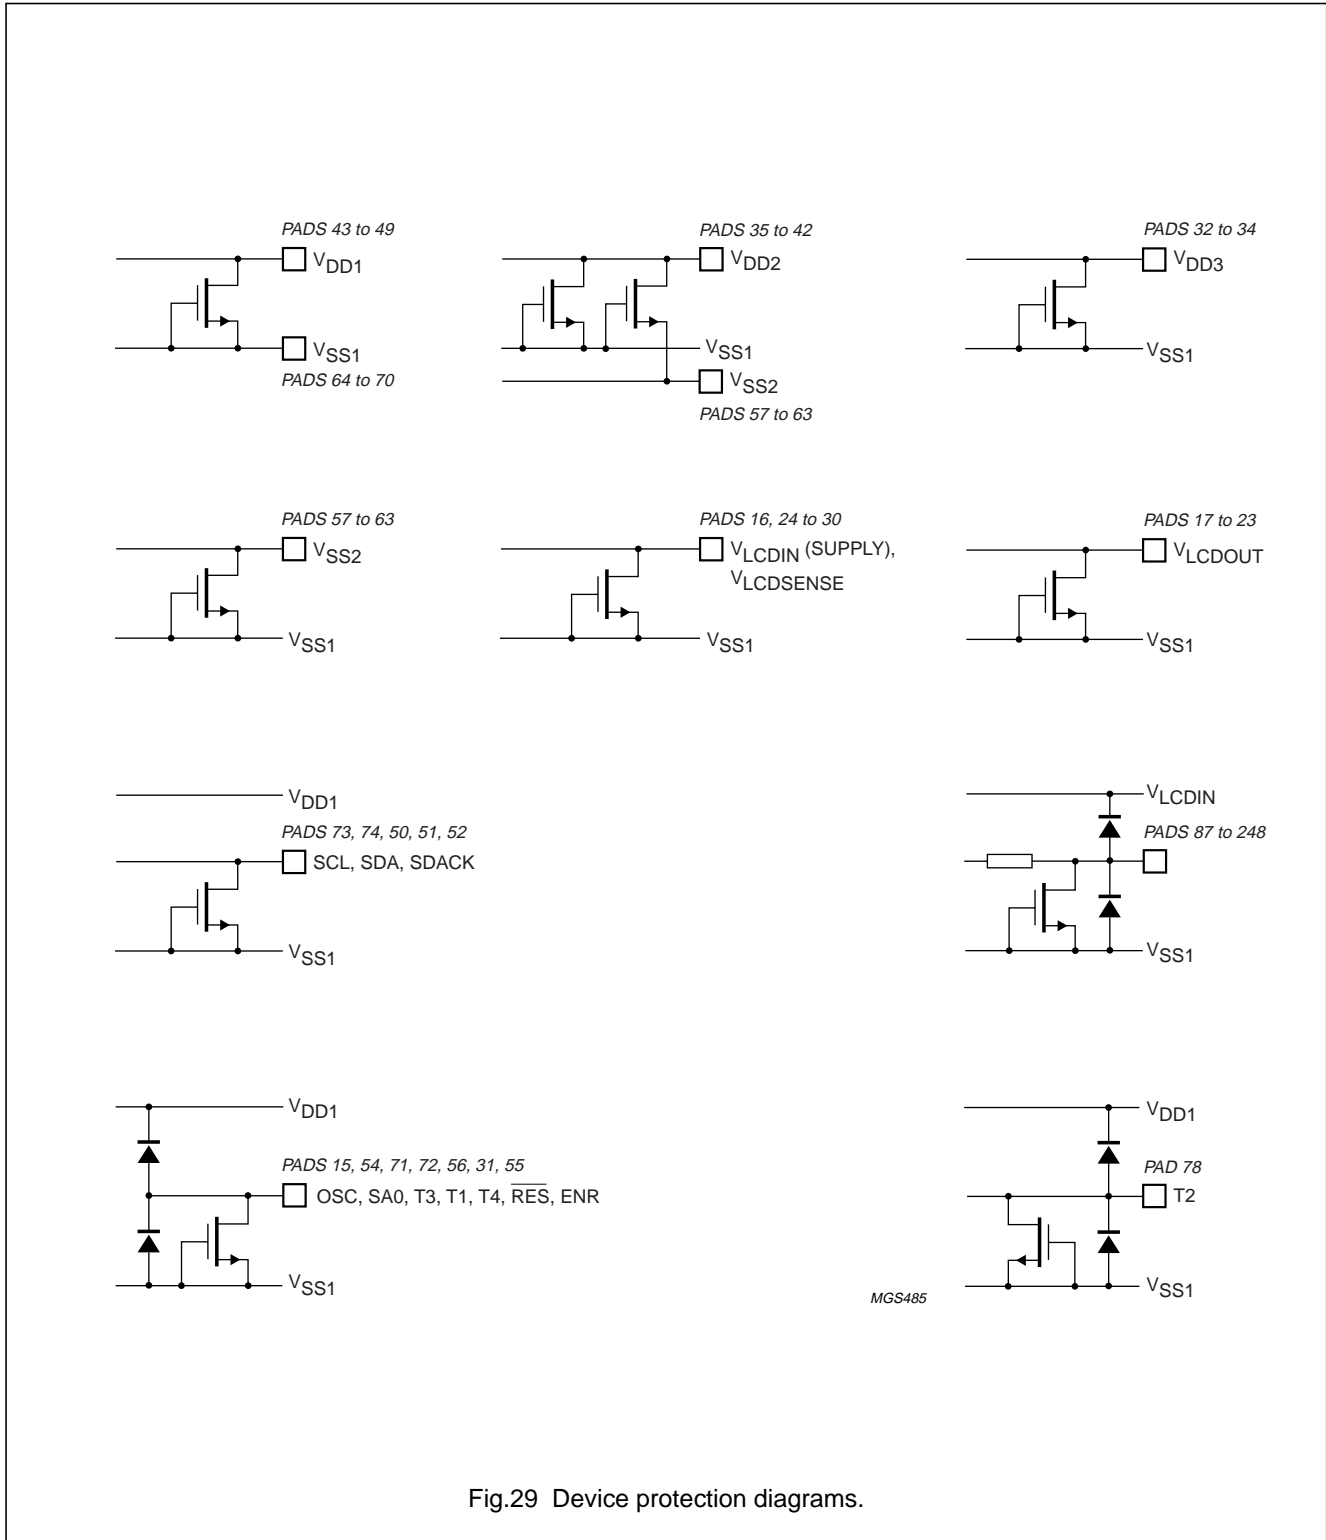 PADS 43 to 49
VDD1
VSS1
PADS 64 to 70
PADS 35 to 42
VDD2
VSS1
VSS2
PADS 57 to 63
PADS 32 to 34
VDD3
VSS1
PADS 57 to 63
VSS2
VSS1
PADS 16, 24 to 30
VLCDIN (SUPPLY),
VLCDSENSE
VSS1
PADS 17 to 23
VLCDOUT
VSS1
VDD1
PADS 73, 74, 50, 51, 52
SCL, SDA, SDACK
VSS1
VLCDIN
PADS 87 to 248
VSS1
VDD1
PADS 15, 54, 71, 72, 56, 31, 55
OSC, SA0, T3, T1, T4, R̅E̅S̅, ENR
VSS1
VDD1
PAD 78
T2
VSS1
MGS485
Fig.29 Device protection diagrams.